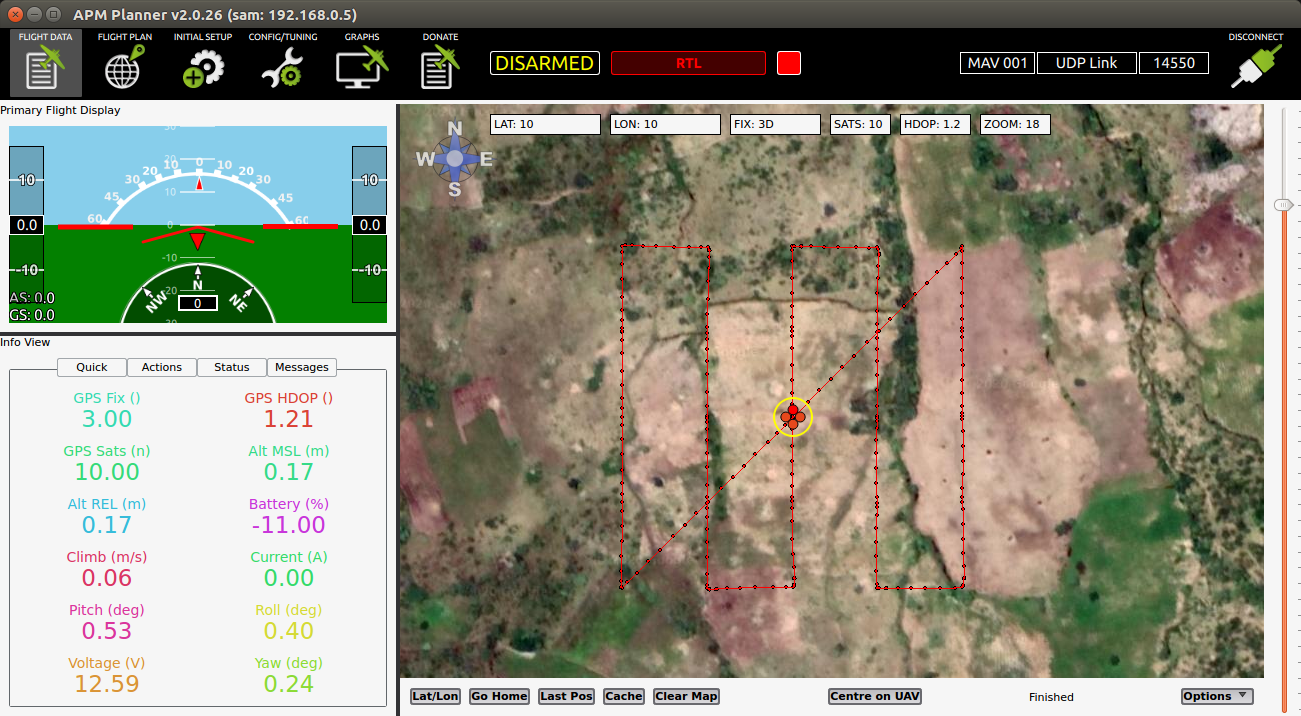 APM Planner v2.0.26 (sam: 192.168.0.5)
FLIGHT DATA FLIGHT PLAN INITIAL SETUP CONFIG/TUNING GRAPHS DONATE DISCONNECT
DISARMED RTL MAV 001 UDP Link 14550
Primary Flight Display
30
20
30 20 10 0 10 20 30
45 10 45
60 0 60
-10
-20
10 10
0.0 0.0
-10 -10
AS: 0.0
GS: 0.0
NW N NE
0
LAT: 10 LON: 10 FIX: 3D SATS: 10 HDOP: 1.2 ZOOM: 18
N
W E
S
Info View
Quick Actions Status Messages
GPS Fix () GPS HDOP ()
3.00 1.21
GPS Sats (n) Alt MSL (m)
10.00 0.17
Alt REL (m) Battery (%)
0.17 -11.00
Climb (m/s) Current (A)
0.06 0.00
Pitch (deg) Roll (deg)
0.53 0.40
Voltage (V) Yaw (deg)
12.59 0.24
Lat/Lon Go Home Last Pos Cache Clear Map Centre on UAV Finished Options